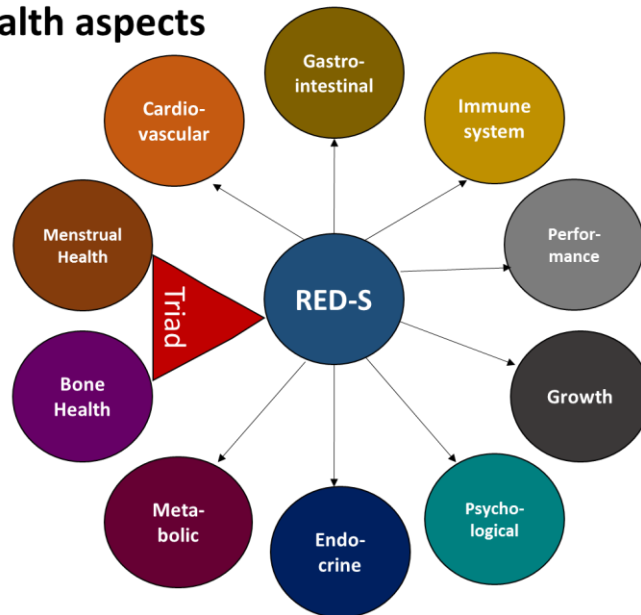 alth aspects
Gastro-
intestinal
Cardio-
vascular
Immune
system
Menstrual
Health
Perfor-
mance
RED-S
Triad
Bone
Health
Growth
Meta-
bolic
Psycho-
logical
Endo-
crine